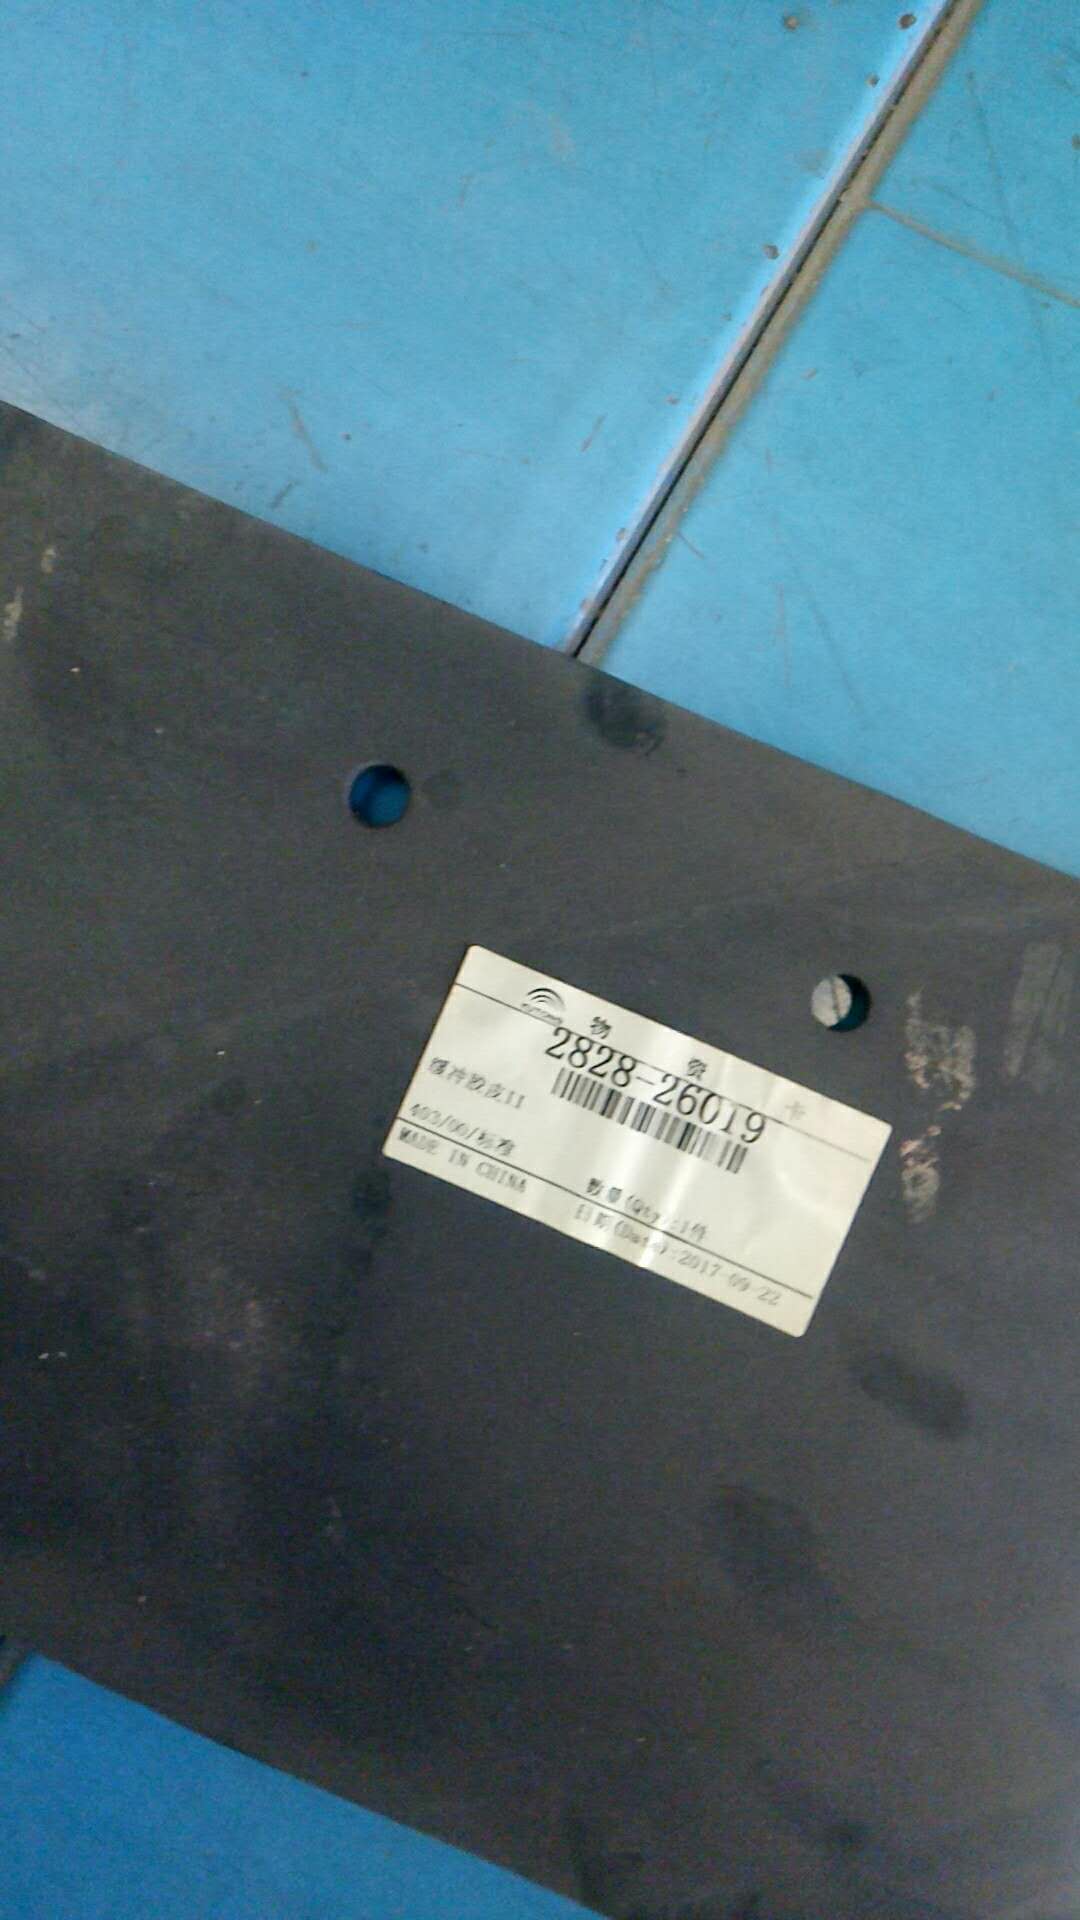 物 资 卡
2828-26019
缓冲胶皮II
403/00/标准
数量(Qty):1件
MADE IN CHINA
日期(Date):2017-09-22